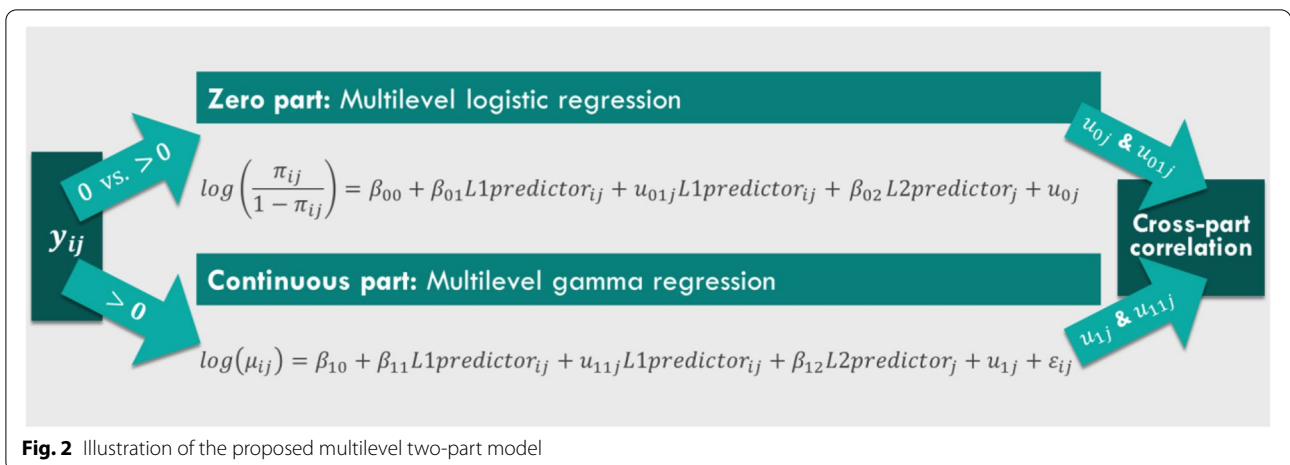 Zero part: Multilevel logistic regression
0 vs. > 0
log(π_ij / (1 − π_ij)) = β_00 + β_01 L1predictor_ij + u_01j L1predictor_ij + β_02 L2predictor_j + u_0j
u_0j & u_01j
y_ij
Cross-part
correlation
Continuous part: Multilevel gamma regression
> 0
log(μ_ij) = β_10 + β_11 L1predictor_ij + u_11j L1predictor_ij + β_12 L2predictor_j + u_1j + ε_ij
u_1j & u_11j
Fig. 2 Illustration of the proposed multilevel two-part model